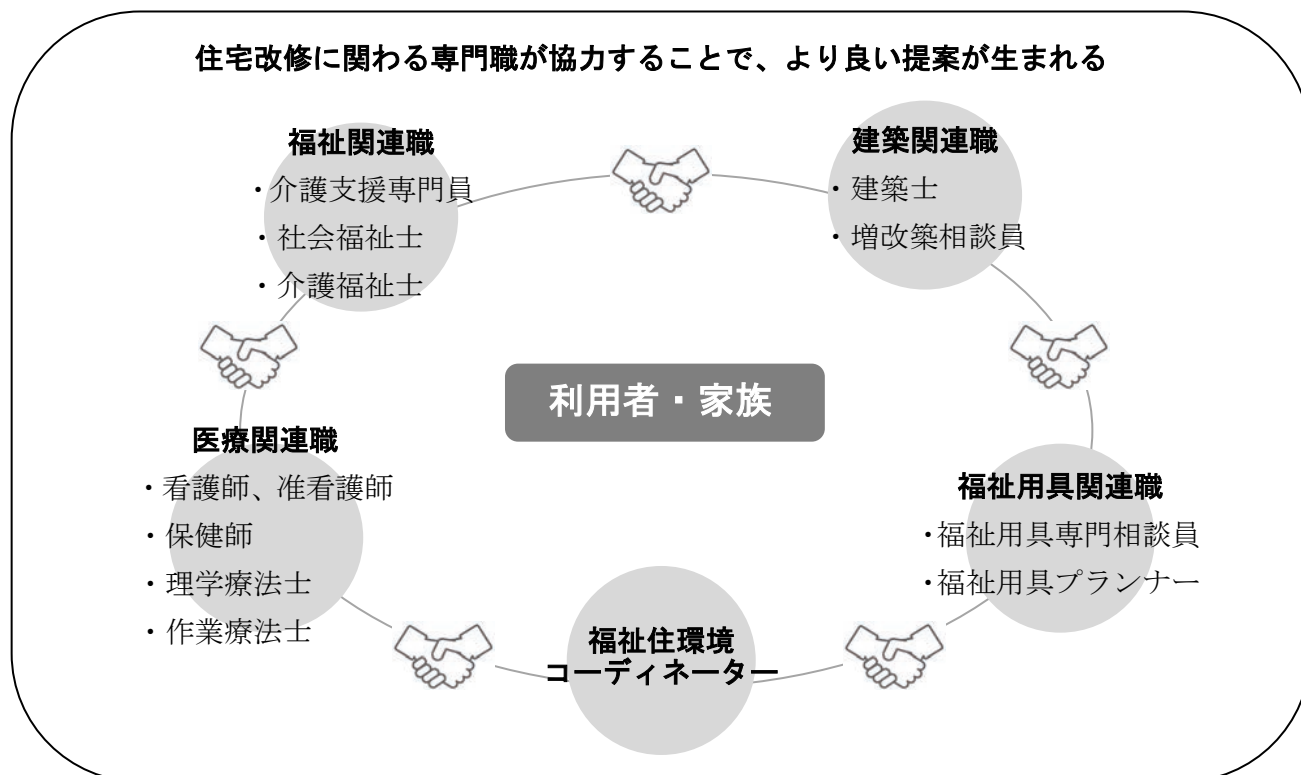 住宅改修に関わる専門職が協力することで、より良い提案が生まれる
福祉関連職
・介護支援専門員
・社会福祉士
・介護福祉士
建築関連職
・建築士
・増改築相談員
利用者・家族
医療関連職
・看護師、准看護師
・保健師
・理学療法士
・作業療法士
福祉用具関連職
・福祉用具専門相談員
・福祉用具プランナー
福祉住環境
コーディネーター